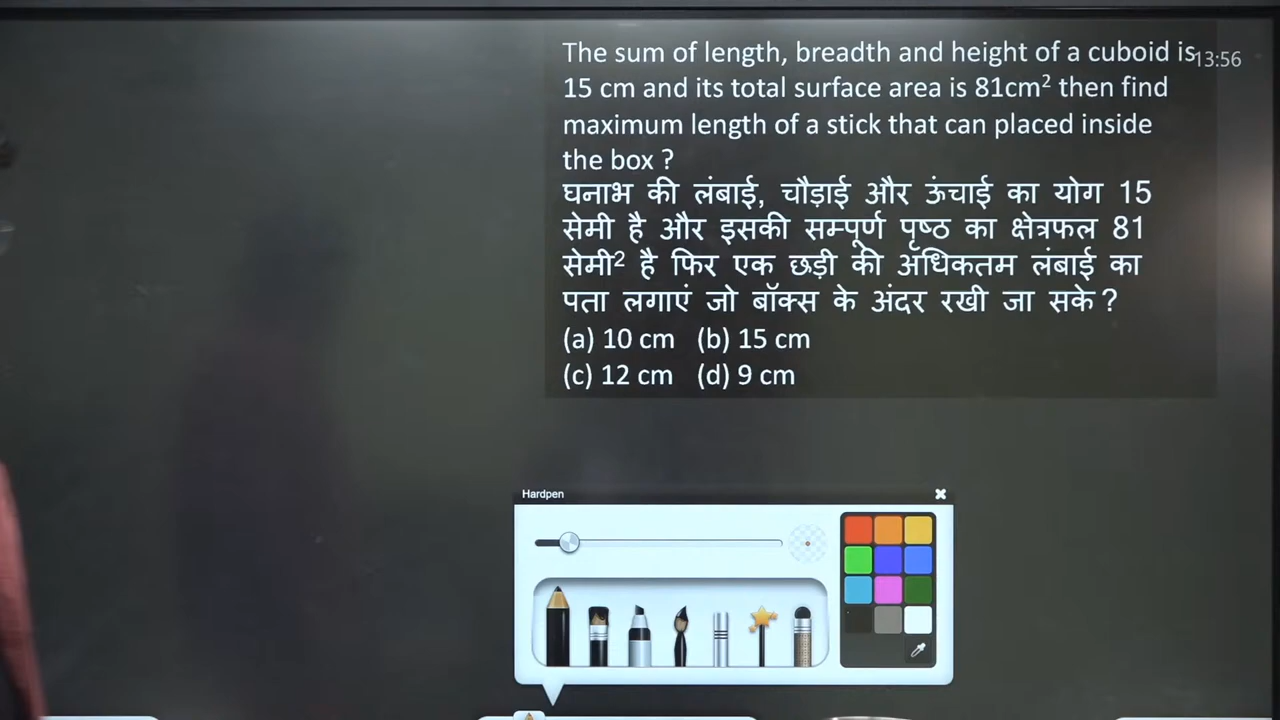 The sum of length, breadth and height of a cuboid is
13:56
15 cm and its total surface area is 81cm² then find
maximum length of a stick that can placed inside
the box ?
घनाभ की लंबाई, चौड़ाई और ऊंचाई का योग 15
सेमी है और इसकी सम्पूर्ण पृष्ठ का क्षेत्रफल 81
सेमी² है फिर एक छड़ी की अधिकतम लंबाई का
पता लगाएं जो बॉक्स के अंदर रखी जा सके ?
(a) 10 cm (b) 15 cm
(c) 12 cm (d) 9 cm
Hardpen